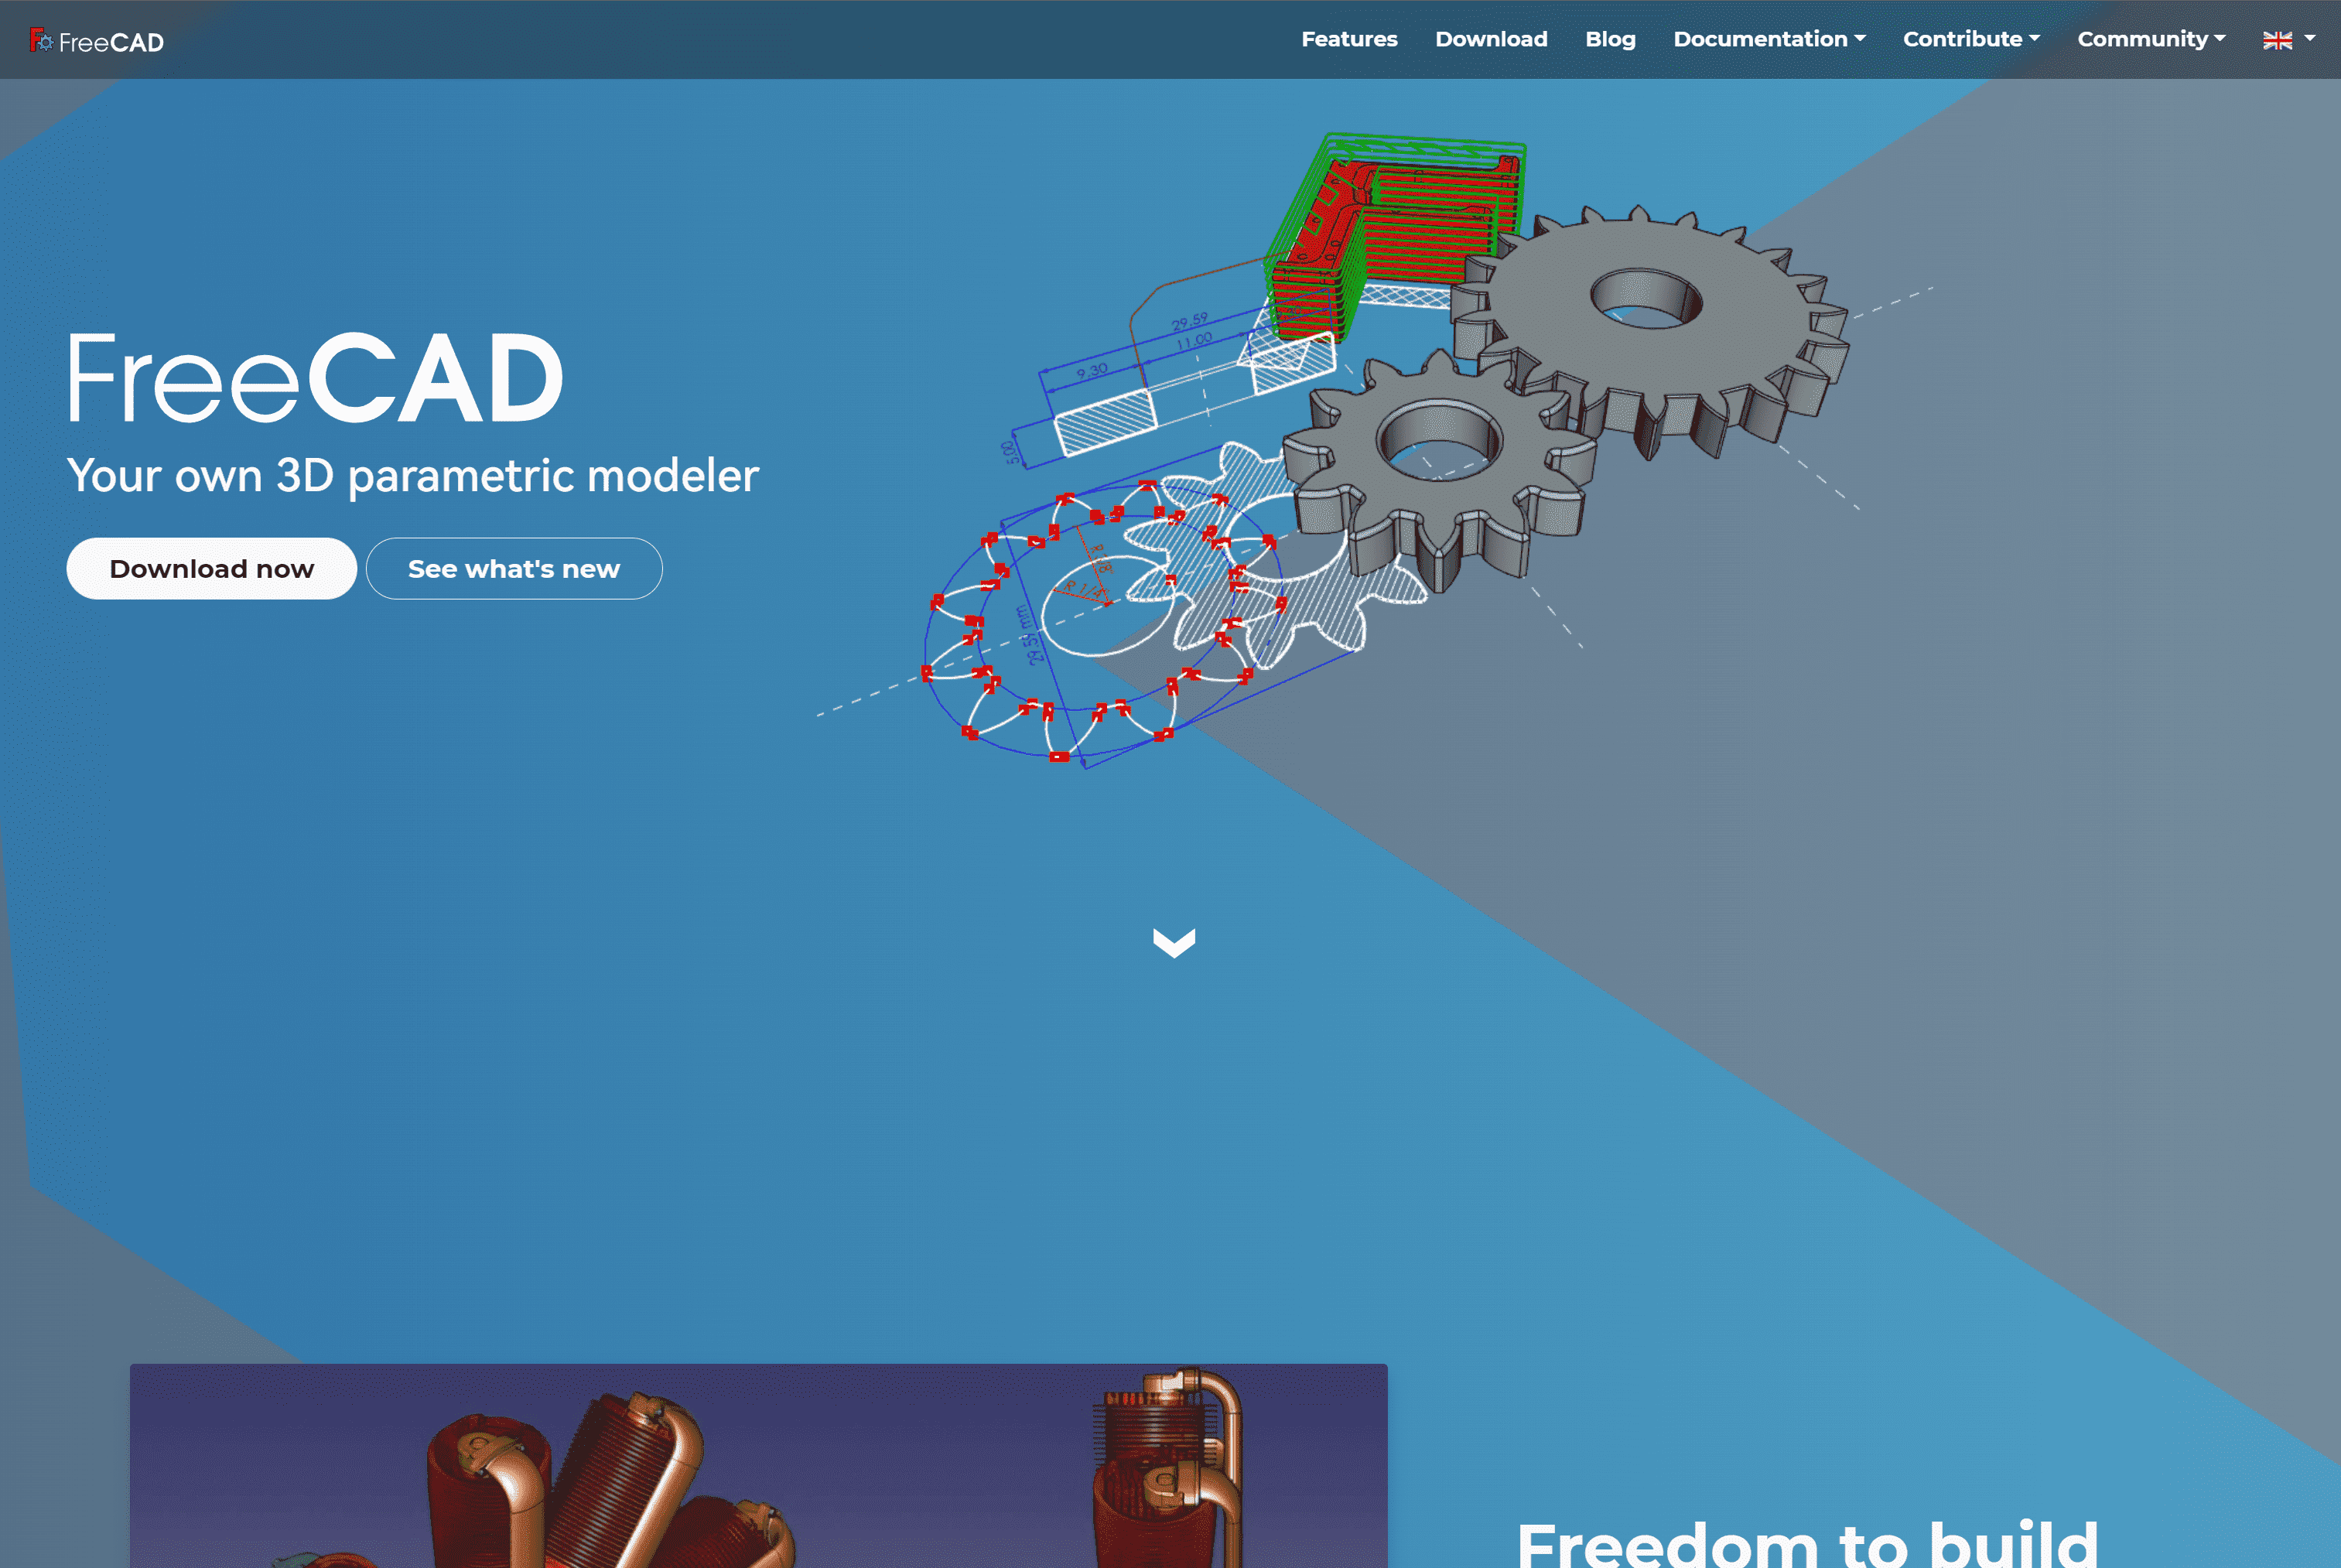 FreeCAD
Features Download Blog Documentation Contribute Community
29.59
11.00
9.30
5.00
FreeCAD
Your own 3D parametric modeler
Download now See what's new
29.59 mm
Freedom to build